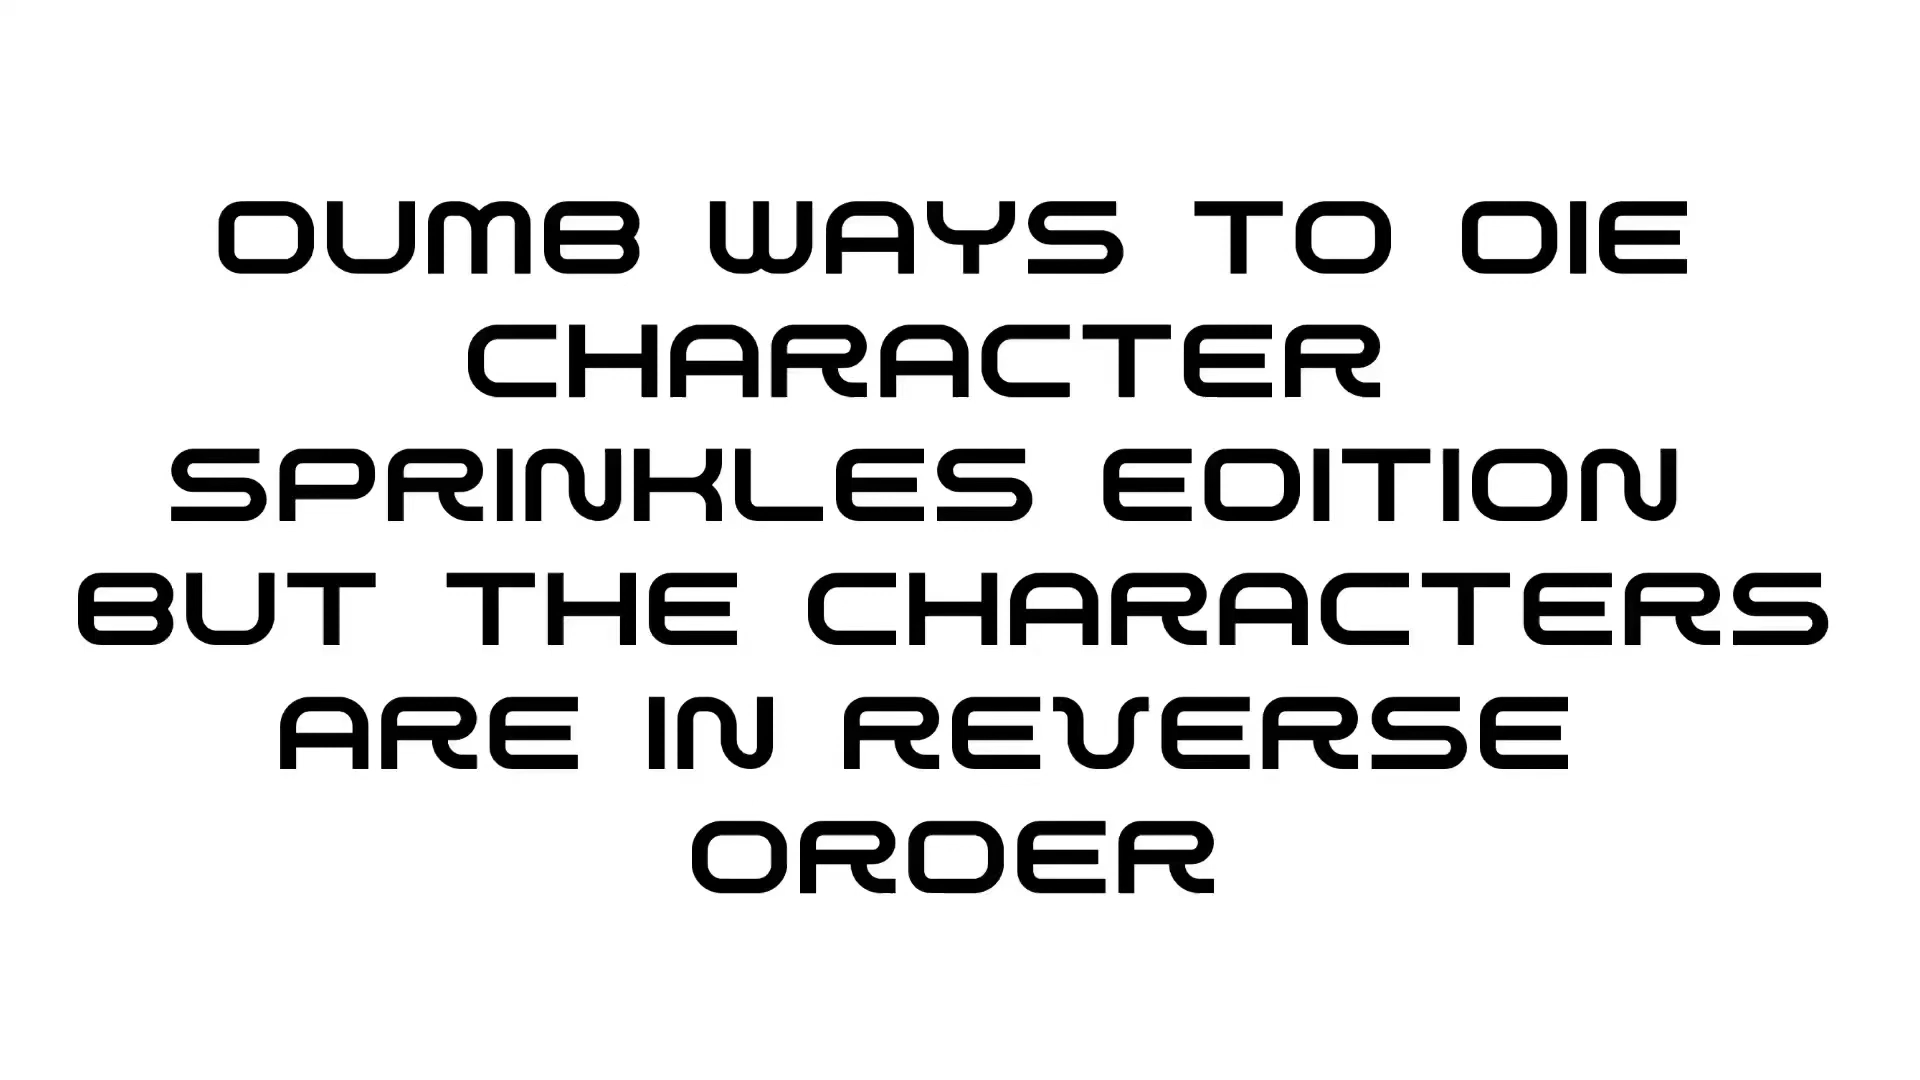 DUMB WAYS TO DIE
CHARACTER
SPRINKLES EDITION
BUT THE CHARACTERS
ARE IN REVERSE
ORDER